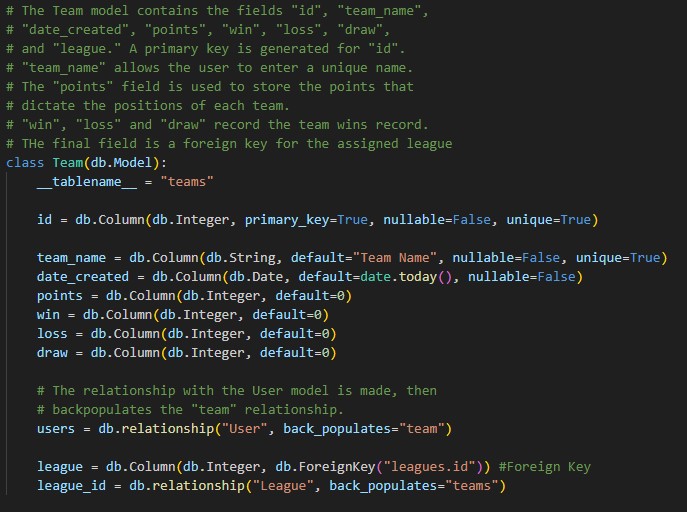 # The Team model contains the fields "id", "team_name",
# "date_created", "points", "win", "loss", "draw",
# and "league." A primary key is generated for "id".
# "team_name" allows the user to enter a unique name.
# The "points" field is used to store the points that
# dictate the positions of each team.
# "win", "loss" and "draw" record the team wins record.
# THe final field is a foreign key for the assigned league
class Team(db.Model):
    __tablename__ = "teams"

    id = db.Column(db.Integer, primary_key=True, nullable=False, unique=True)

    team_name = db.Column(db.String, default="Team Name", nullable=False, unique=True)
    date_created = db.Column(db.Date, default=date.today(), nullable=False)
    points = db.Column(db.Integer, default=0)
    win = db.Column(db.Integer, default=0)
    loss = db.Column(db.Integer, default=0)
    draw = db.Column(db.Integer, default=0)

    # The relationship with the User model is made, then
    # backpopulates the "team" relationship.
    users = db.relationship("User", back_populates="team")

    league = db.Column(db.Integer, db.ForeignKey("leagues.id")) #Foreign Key
    league_id = db.relationship("League", back_populates="teams")